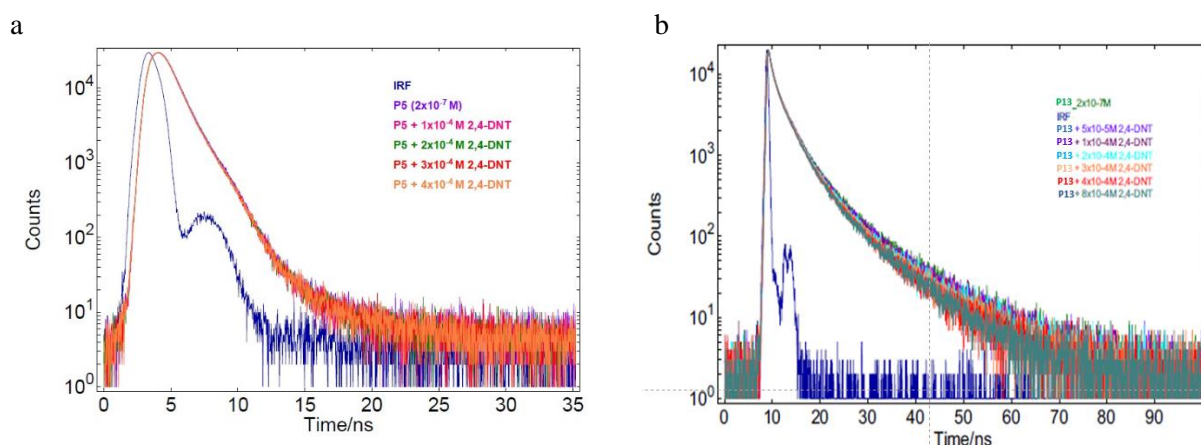 a
b
IRF
P5 (2x10⁻⁷ M)
P5 + 1x10⁻⁴ M 2,4-DNT
P5 + 2x10⁻⁴ M 2,4-DNT
P5 + 3x10⁻⁴ M 2,4-DNT
P5 + 4x10⁻⁴ M 2,4-DNT
Counts
10⁴
10³
10²
10¹
10⁰
0 5 10 15 20 25 30 35
Time/ns
P13_2x10-7M
IRF
P13 + 5x10-5M 2,4-DNT
P13 + 1x10-4M 2,4-DNT
P13 + 2x10-4M 2,4-DNT
P13 + 3x10-4M 2,4-DNT
P13 + 4x10-4M 2,4-DNT
P13 + 8x10-4M 2,4-DNT
Counts
10⁴
10³
10²
10¹
10⁰
0 10 20 30 40 50 60 70 80 90
Time/ns